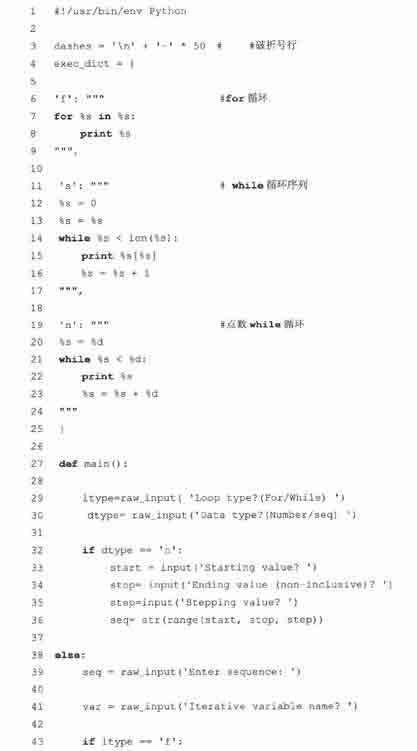 1 #!/usr/bin/env Python
2
3 dashes = '\n' + '-' * 50 # #破折号行
4 exec_dict = {
5
6 'f': """ #for 循环
7 for %s in %s:
8 print %s
9 """,
10
11 's': """ # while 循环序列
12 %s = 0
13 %s = %s
14 while %s < len(%s):
15 print %s[%s]
16 %s = %s + 1
17 """,
18
19 'n': """ #点数 while 循环
20 %s = %d
21 while %s < %d:
22 print %s
23 %s = %s + %d
24 """
25 }
26
27 def main():
28
29 ltype=raw_input( 'Loop type?(For/While) ')
30 dtype= raw_input('Data type?(Number/seq) ')
31
32 if dtype == 'n':
33 start = input('Starting value? ')
34 stop= input('Ending value (non-inclusive)? ')
35 step=input('Stepping value? ')
36 seq= str(range(start, stop, step))
37
38 else:
39 seq = raw_input('Enter sequence: ')
40
41 var = raw_input('Iterative variable name? ')
42
43 if ltype == 'f':